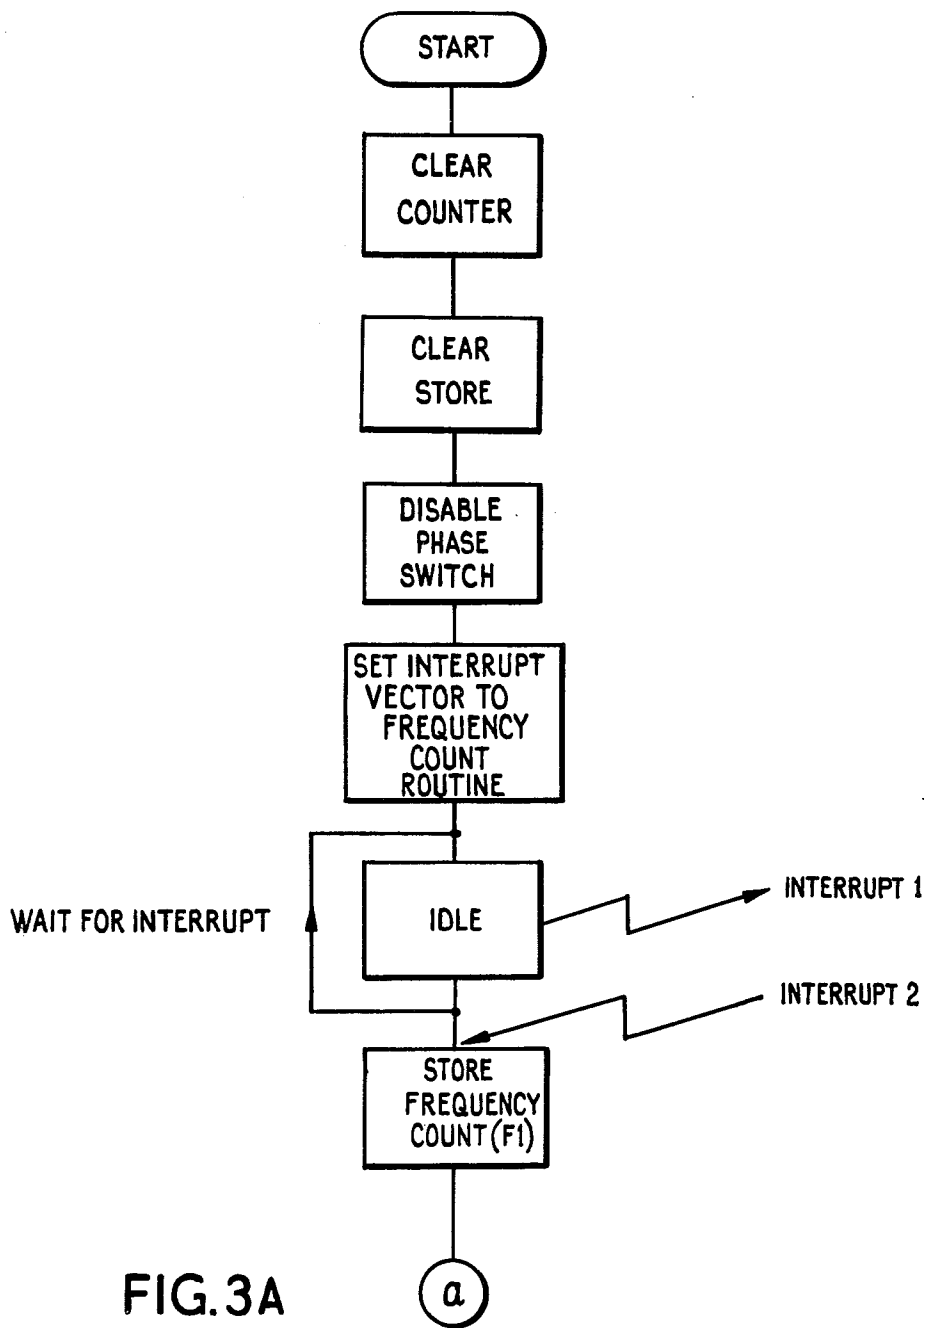 START
CLEAR
COUNTER
CLEAR
STORE
DISABLE
PHASE
SWITCH
SET INTERRUPT
VECTOR TO
FREQUENCY
COUNT
ROUTINE
WAIT FOR INTERRUPT
IDLE
INTERRUPT 1
INTERRUPT 2
STORE
FREQUENCY
COUNT (F1)
a
FIG. 3A